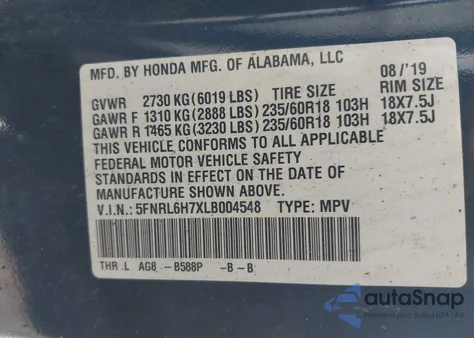 MFD. BY HONDA MFG. OF ALABAMA, LLC
08/'19
GVWR 2730 KG (6019 LBS) TIRE SIZE RIM SIZE
GAWR F 1310 KG (2888 LBS) 235/60R18 103H 18X7.5J
GAWR R 1465 KG (3230 LBS) 235/60R18 103H 18X7.5J
THIS VEHICLE CONFORMS TO ALL APPLICABLE
FEDERAL MOTOR VEHICLE SAFETY
STANDARDS IN EFFECT ON THE DATE OF
MANUFACTURE SHOWN ABOVE.
V.I.N.: 5FNRL6H7XLB004548 TYPE: MPV
THR L AG8 -B588P -B-B
autoSnap